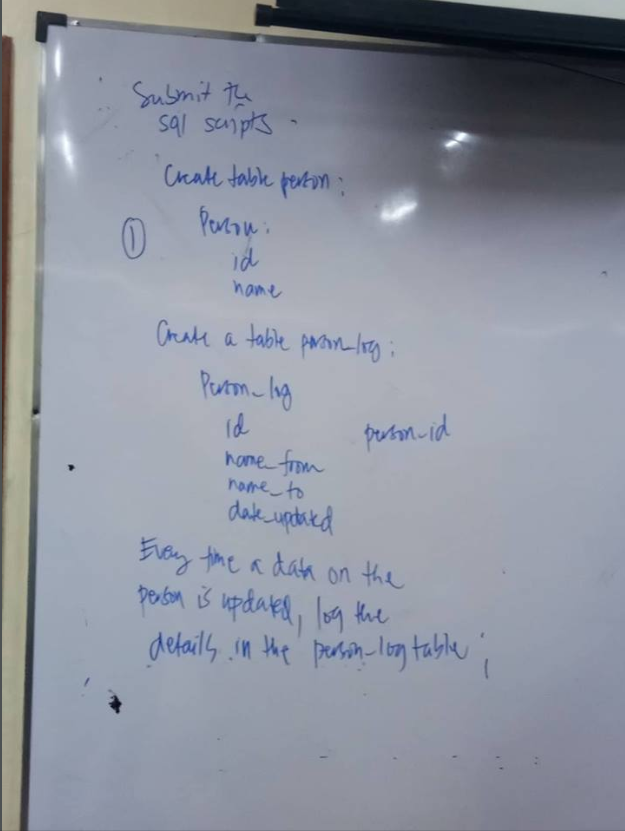 Submit the
sql scripts.
Create table person:
① Person:
id
name
Create a table person_log:
Person_log
id person_id
name_from
name_to
date_updated
Every time a data on the
person is updated, log the
details in the person_log table;